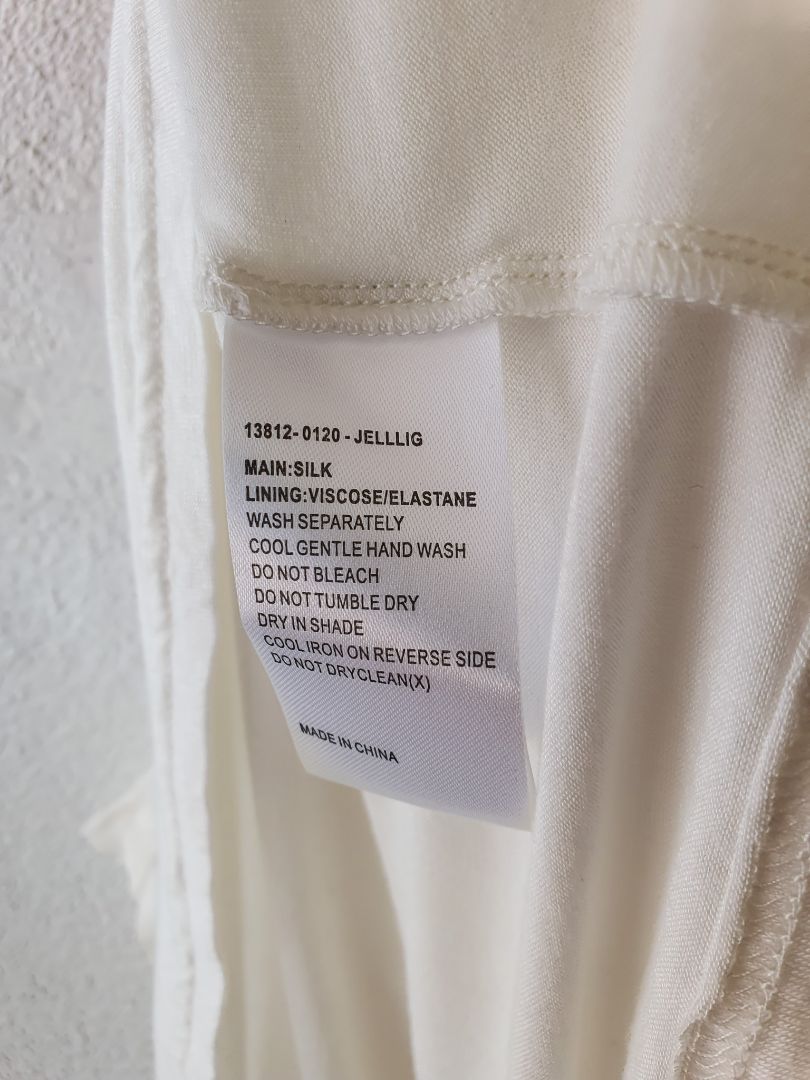 13812-0120-JELLLIG
MAIN:SILK
LINING:VISCOSE/ELASTANE
WASH SEPARATELY
COOL GENTLE HAND WASH
DO NOT BLEACH
DO NOT TUMBLE DRY
DRY IN SHADE
COOL IRON ON REVERSE SIDE
DO NOT DRYCLEAN(X)
MADE IN CHINA